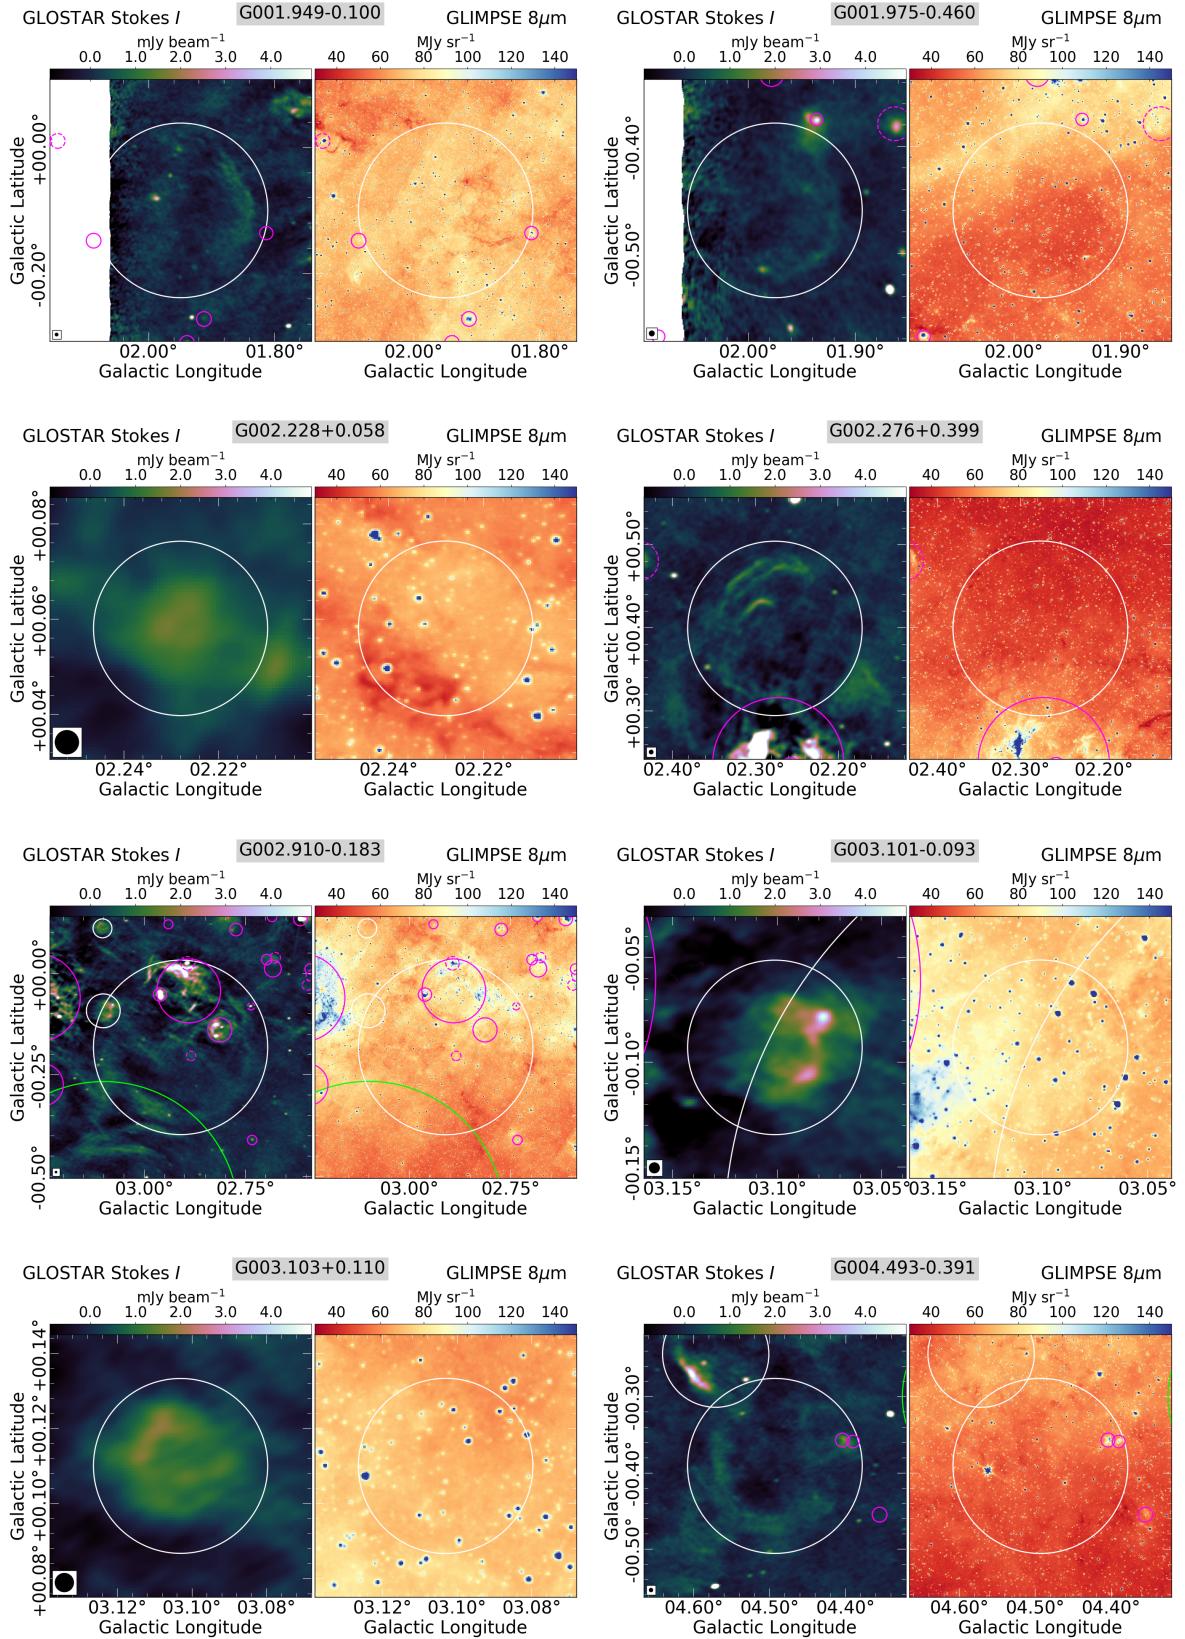 GLOSTAR Stokes I G001.949-0.100 GLIMPSE 8μm
mJy beam⁻¹ MJy sr⁻¹
0.0 1.0 2.0 3.0 4.0 40 60 80 100 120 140
Galactic Latitude
+00.00°
-00.20°
02.00° 01.80° 02.00° 01.80°
Galactic Longitude Galactic Longitude
GLOSTAR Stokes I G001.975-0.460 GLIMPSE 8μm
mJy beam⁻¹ MJy sr⁻¹
0.0 1.0 2.0 3.0 4.0 40 60 80 100 120 140
Galactic Latitude
-00.40°
-00.50°
02.00° 01.90° 02.00° 01.90°
Galactic Longitude Galactic Longitude
GLOSTAR Stokes I G002.228+0.058 GLIMPSE 8μm
mJy beam⁻¹ MJy sr⁻¹
0.0 1.0 2.0 3.0 4.0 40 60 80 100 120 140
Galactic Latitude
+00.08°
+00.06°
+00.04°
02.24° 02.22° 02.24° 02.22°
Galactic Longitude Galactic Longitude
GLOSTAR Stokes I G002.276+0.399 GLIMPSE 8μm
mJy beam⁻¹ MJy sr⁻¹
0.0 1.0 2.0 3.0 4.0 40 60 80 100 120 140
Galactic Latitude
+00.50°
+00.40°
+00.30°
02.40° 02.30° 02.20° 02.40° 02.30° 02.20°
Galactic Longitude Galactic Longitude
GLOSTAR Stokes I G002.910-0.183 GLIMPSE 8μm
mJy beam⁻¹ MJy sr⁻¹
0.0 1.0 2.0 3.0 4.0 40 60 80 100 120 140
Galactic Latitude
+00.00°
-00.25°
-00.50°
03.00° 02.75° 03.00° 02.75°
Galactic Longitude Galactic Longitude
GLOSTAR Stokes I G003.101-0.093 GLIMPSE 8μm
mJy beam⁻¹ MJy sr⁻¹
0.0 1.0 2.0 3.0 4.0 40 60 80 100 120 140
Galactic Latitude
-00.05°
-00.10°
-00.15°
03.15° 03.10° 03.05° 03.15° 03.10° 03.05°
Galactic Longitude Galactic Longitude
GLOSTAR Stokes I G003.103+0.110 GLIMPSE 8μm
mJy beam⁻¹ MJy sr⁻¹
0.0 1.0 2.0 3.0 4.0 40 60 80 100 120 140
Galactic Latitude
+00.14°
+00.12°
+00.10°
+00.08°
03.12° 03.10° 03.08° 03.12° 03.10° 03.08°
Galactic Longitude Galactic Longitude
GLOSTAR Stokes I G004.493-0.391 GLIMPSE 8μm
mJy beam⁻¹ MJy sr⁻¹
0.0 1.0 2.0 3.0 4.0 40 60 80 100 120 140
Galactic Latitude
-00.30°
-00.40°
-00.50°
04.60° 04.50° 04.40° 04.60° 04.50° 04.40°
Galactic Longitude Galactic Longitude